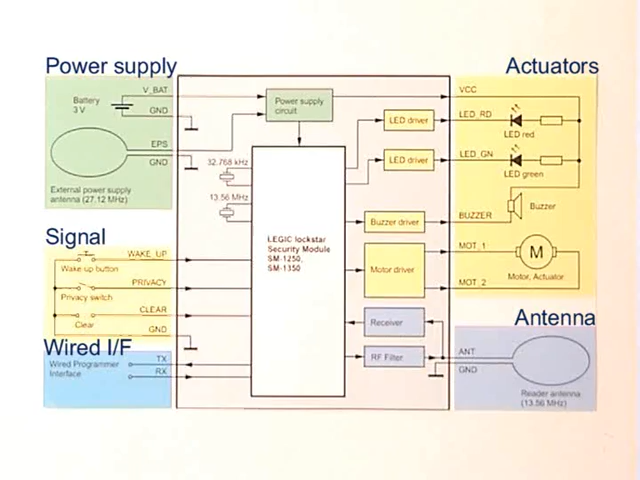 Power supply
Battery
3 V
V_BAT
GND
EPS
GND
External power supply
antenna (27.12 MHz)
Signal
WAKE_UP
Wake up button
PRIVACY
Privacy switch
CLEAR
Clear
GND
Wired I/F
Wired Programmer
Interface
TX
RX
Power supply
circuit
32.768 kHz
13.56 MHz
LEGIC lockstar
Security Module
SM-1250,
SM-1350
LED driver
LED driver
Buzzer driver
Motor driver
Receiver
RF Filter
Actuators
VCC
LED_RD
LED red
LED_GN
LED green
BUZZER
Buzzer
MOT_1
M
Motor, Actuator
MOT_2
Antenna
ANT
GND
Reader antenna
(13.56 MHz)